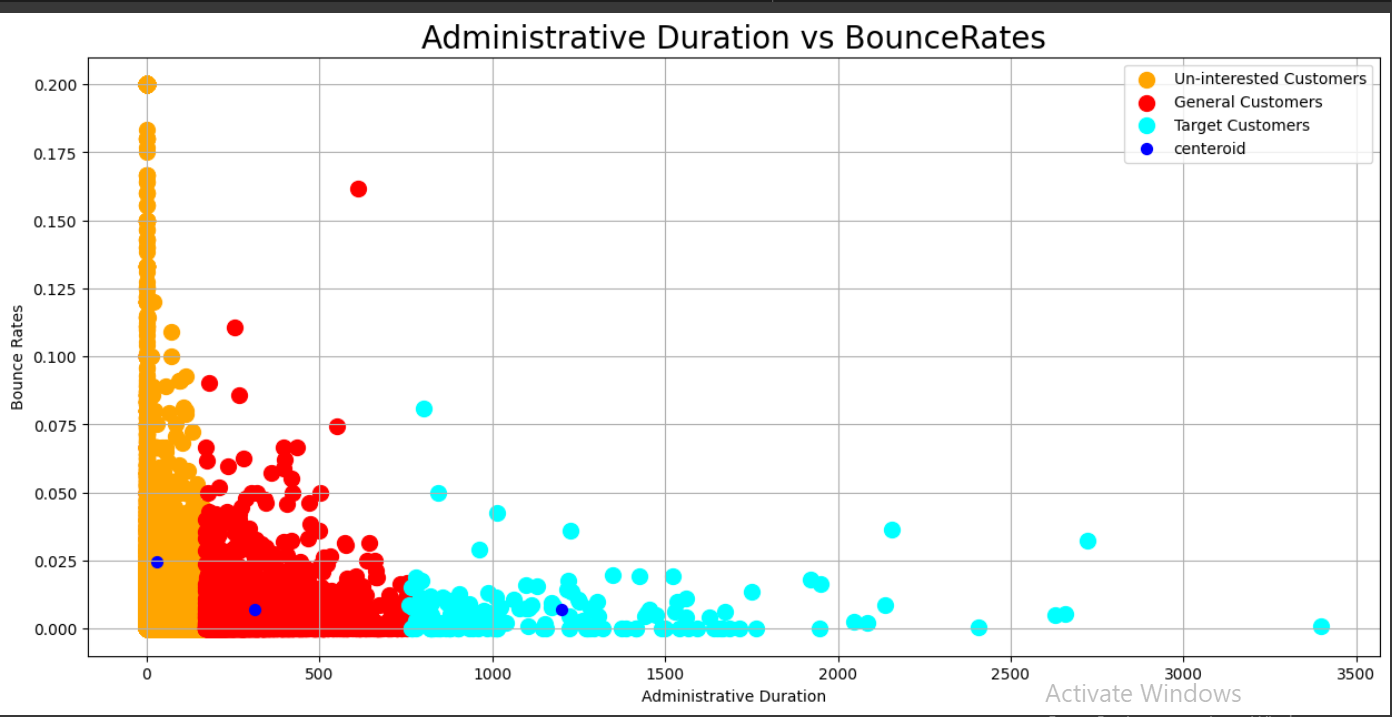 Administrative Duration vs BounceRates
Un-interested Customers
General Customers
Target Customers
centeroid
Bounce Rates
0.200
0.175
0.150
0.125
0.100
0.075
0.050
0.025
0.000
0 500 1000 1500 2000 2500 3000 3500
Administrative Duration
Activate Windows